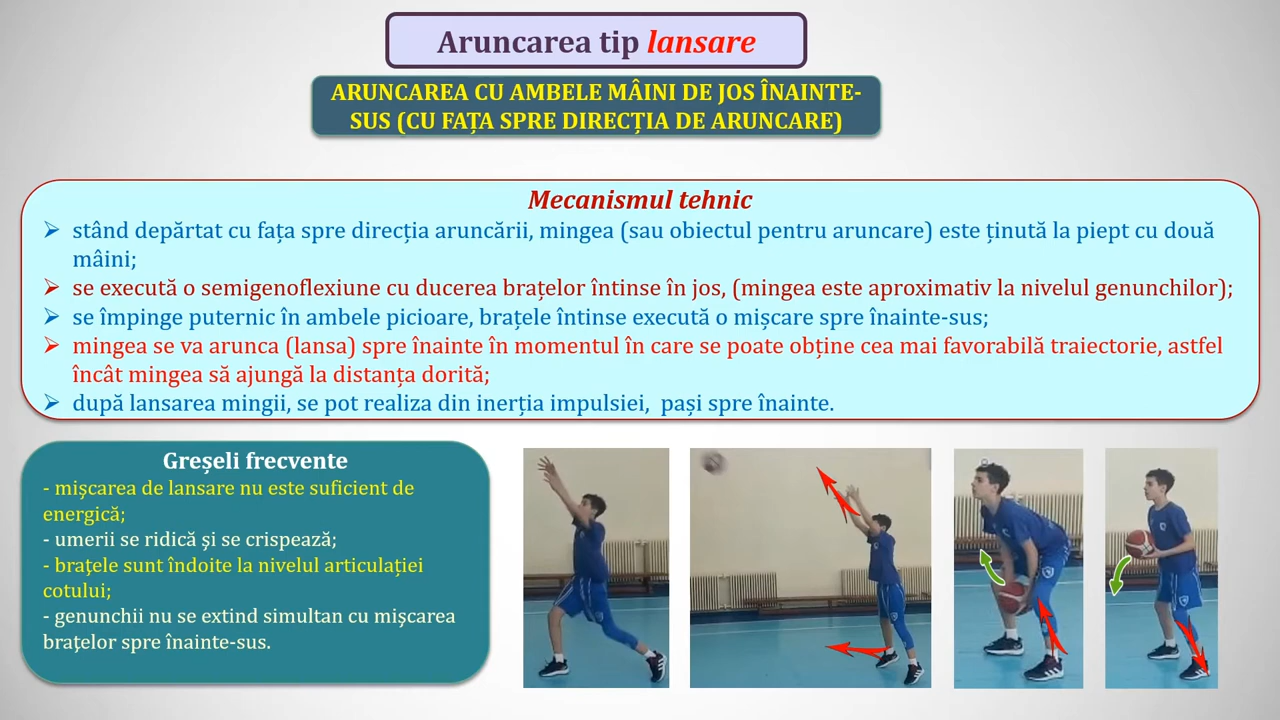 Aruncarea tip lansare
ARUNCAREA CU AMBELE MÂINI DE JOS ÎNAINTE-
SUS (CU FAȚA SPRE DIRECȚIA DE ARUNCARE)
Mecanismul tehnic
➢ stând depărtat cu fața spre direcția aruncării, mingea (sau obiectul pentru aruncare) este ținută la piept cu două
mâini;
➢ se execută o semigenoflexiune cu ducerea brațelor întinse în jos, (mingea este aproximativ la nivelul genunchilor);
➢ se împinge puternic în ambele picioare, brațele întinse execută o mișcare spre înainte-sus;
➢ mingea se va arunca (lansa) spre înainte în momentul în care se poate obține cea mai favorabilă traiectorie, astfel
încât mingea să ajungă la distanța dorită;
➢ după lansarea mingii, se pot realiza din inerția impulsiei, pași spre înainte.
Greșeli frecvente
- mişcarea de lansare nu este suficient de
energică;
- umerii se ridică și se crispează;
- braţele sunt îndoite la nivelul articulației
cotului;
- genunchii nu se extind simultan cu mişcarea
braţelor spre înainte-sus.